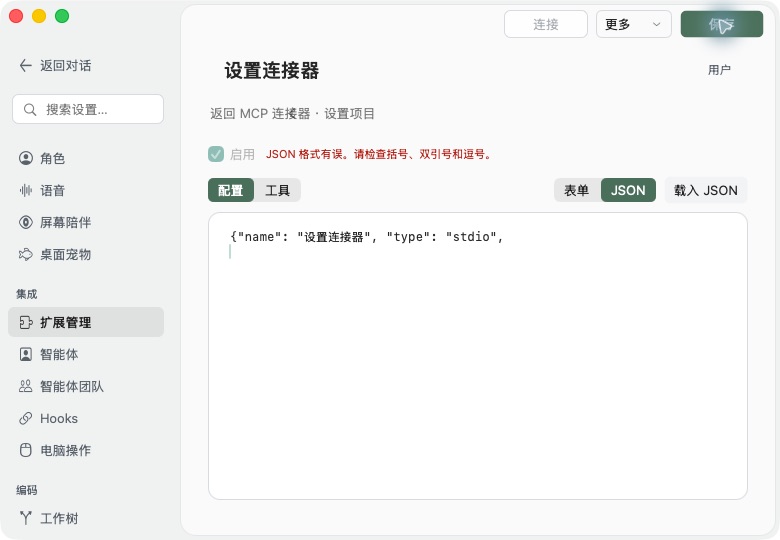 连接
更多
保存
返回对话
设置连接器
用户
搜索设置...
返回 MCP 连接器 · 设置项目
启用
JSON 格式有误。请检查括号、双引号和逗号。
角色
语音
屏幕陪伴
桌面宠物
集成
扩展管理
智能体
智能体团队
Hooks
电脑操作
编码
工作树
配置
工具
表单
JSON
载入 JSON
{"name": "设置连接器", "type": "stdio",